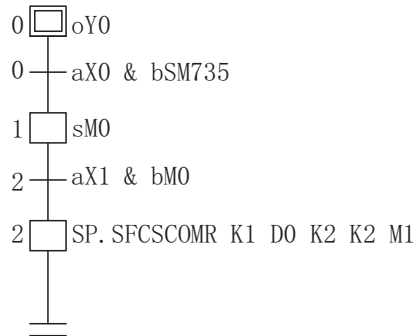 0 oY0
0 aX0 & bSM735
1 sM0
2 aX1 & bM0
2 SP.SFCSCOMR K1 D0 K2 K2 M1